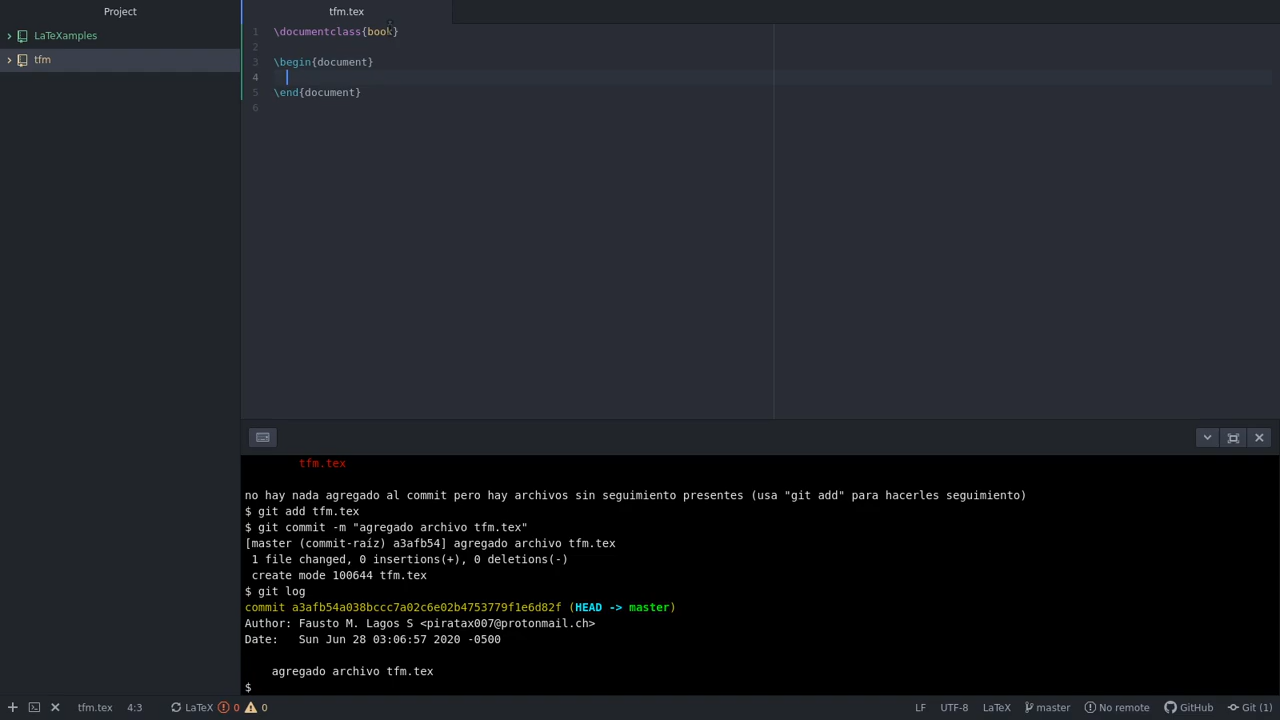 Project
LaTeXamples
tfm
tfm.tex
1 \documentclass{book}
2
3 \begin{document}
4
5 \end{document}
6
tfm.tex
no hay nada agregado al commit pero hay archivos sin seguimiento presentes (usa "git add" para hacerles seguimiento)
$ git add tfm.tex
$ git commit -m "agregado archivo tfm.tex"
[master (commit-raíz) a3afb54] agregado archivo tfm.tex
1 file changed, 0 insertions(+), 0 deletions(-)
create mode 100644 tfm.tex
$ git log
commit a3afb54a038bccc7a02c6e02b4753779f1e6d82f (HEAD -> master)
Author: Fausto M. Lagos S <piratax007@protonmail.ch>
Date:   Sun Jun 28 03:06:57 2020 -0500
agregado archivo tfm.tex
$
tfm.tex 4:3 LaTeX 0 0 LF UTF-8 LaTeX master No remote GitHub Git (1)